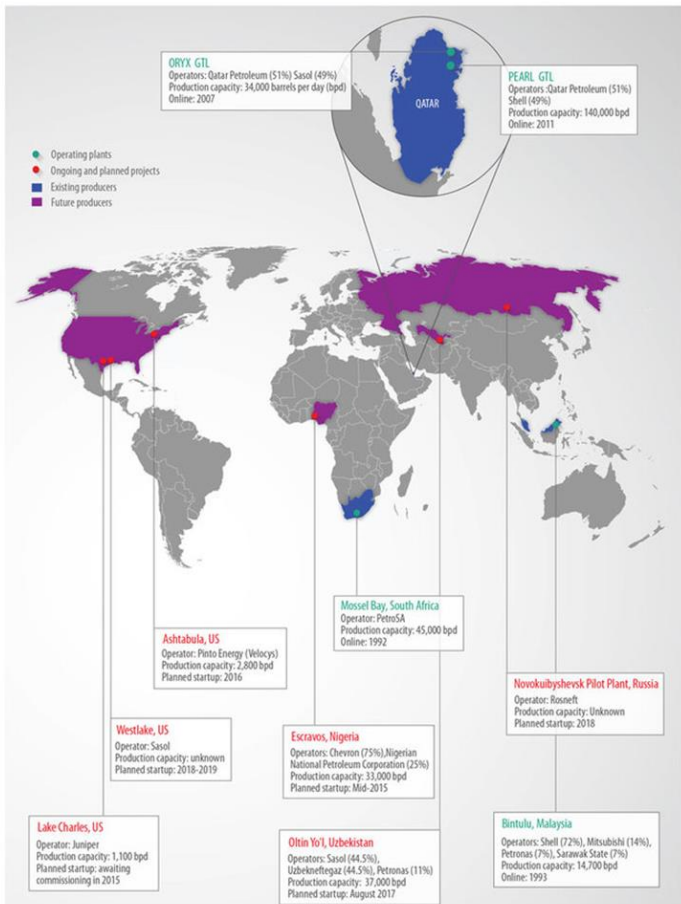 ORYX GTL
Operators: Qatar Petroleum (51%) Sasol (49%)
Production capacity: 34,000 barrels per day (bpd)
Online: 2007
QATAR
PEARL GTL
Operators :Qatar Petroleum (51%)
Shell (49%)
Production capacity: 140,000 bpd
Online: 2011
Operating plants
Ongoing and planned projects
Existing producers
Future producers
Mossel Bay, South Africa
Operator: PetroSA
Production capacity: 45,000 bpd
Online: 1992
Ashtabula, US
Operator: Pinto Energy (Velocys)
Production capacity: 2,800 bpd
Planned startup: 2016
Novokuibyshevsk Pilot Plant, Russia
Operator: Rosneft
Production capacity: Unknown
Planned startup: 2018
Westlake, US
Operator: Sasol
Production capacity: unknown
Planned startup: 2018-2019
Escravos, Nigeria
Operators: Chevron (75%),Nigerian
National Petroleum Corporation (25%)
Production capacity: 33,000 bpd
Planned startup: Mid-2015
Lake Charles, US
Operator: Juniper
Production capacity: 1,100 bpd
Planned startup: awaiting
commissioning in 2015
Oltin Yo'l, Uzbekistan
Operators: Sasol (44.5%),
Uzbekneftegaz (44.5%), Petronas (11%)
Production capacity: 37,000 bpd
Planned startup: August 2017
Bintulu, Malaysia
Operators: Shell (72%), Mitsubishi (14%),
Petronas (7%), Sarawak State (7%)
Production capacity: 14,700 bpd
Online: 1993